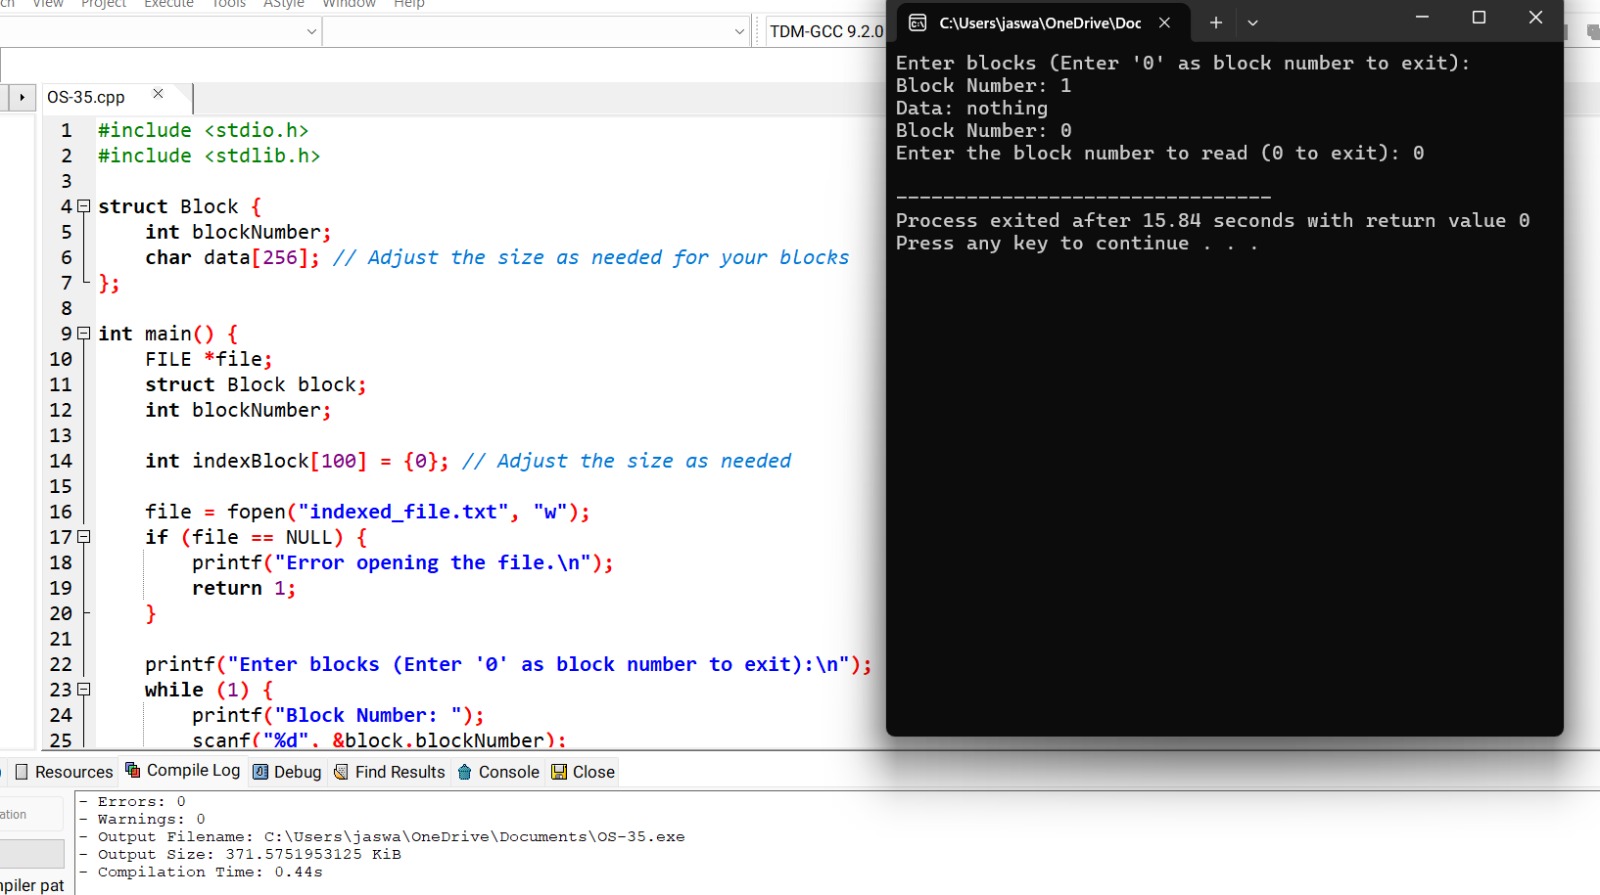 View Project Execute Tools AStyle Window Help
TDM-GCC 9.2.0
OS-35.cpp
1 #include <stdio.h>
2 #include <stdlib.h>
3
4 struct Block {
5 int blockNumber;
6 char data[256]; // Adjust the size as needed for your blocks
7 };
8
9 int main() {
10 FILE *file;
11 struct Block block;
12 int blockNumber;
13
14 int indexBlock[100] = {0}; // Adjust the size as needed
15
16 file = fopen("indexed_file.txt", "w");
17 if (file == NULL) {
18 printf("Error opening the file.\n");
19 return 1;
20 }
21
22 printf("Enter blocks (Enter '0' as block number to exit):\n");
23 while (1) {
24 printf("Block Number: ");
25 scanf("%d", &block.blockNumber);
C:\Users\jaswa\OneDrive\Doc
Enter blocks (Enter '0' as block number to exit):
Block Number: 1
Data: nothing
Block Number: 0
Enter the block number to read (0 to exit): 0
--------------------------------
Process exited after 15.84 seconds with return value 0
Press any key to continue . . .
Resources Compile Log Debug Find Results Console Close
- Errors: 0
- Warnings: 0
- Output Filename: C:\Users\jaswa\OneDrive\Documents\OS-35.exe
- Output Size: 371.5751953125 KiB
- Compilation Time: 0.44s